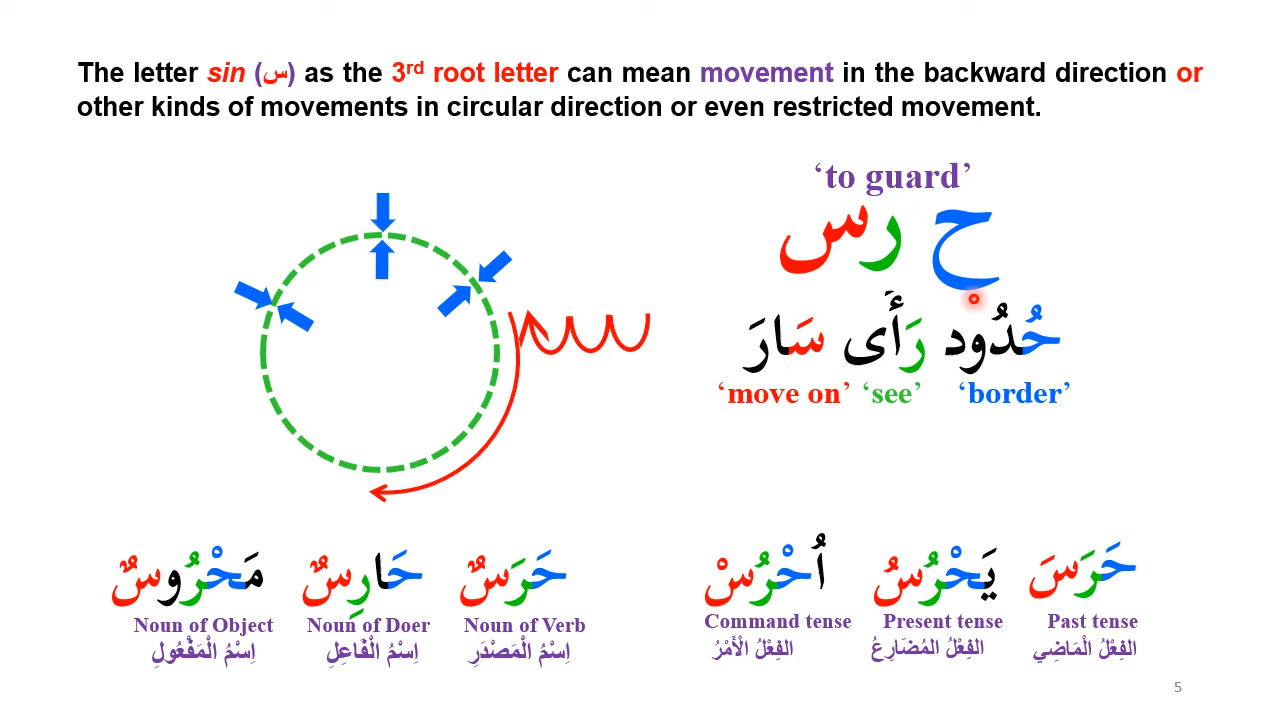 The letter sin (س) as the 3rd root letter can mean movement in the backward direction or
other kinds of movements in circular direction or even restricted movement.
‘to guard’
ح ر س
حُدُود رَأَى سَارَ
‘move on’ ‘see’ ‘border’
حَرَسَ يَحْرُسُ اُحْرُسْ
Past tense Present tense Command tense
الفِعْلُ الْمَاضِي الفِعْلُ المُضَارِعُ الفِعْلُ الْأَمْرُ
حَرَسٌ حَارِسٌ مَحْرُوسٌ
Noun of Verb Noun of Doer Noun of Object
اِسْمُ الْمَصْدَرِ اِسْمُ الْفَاعِلِ اِسْمُ الْمَفْعُولِ
5